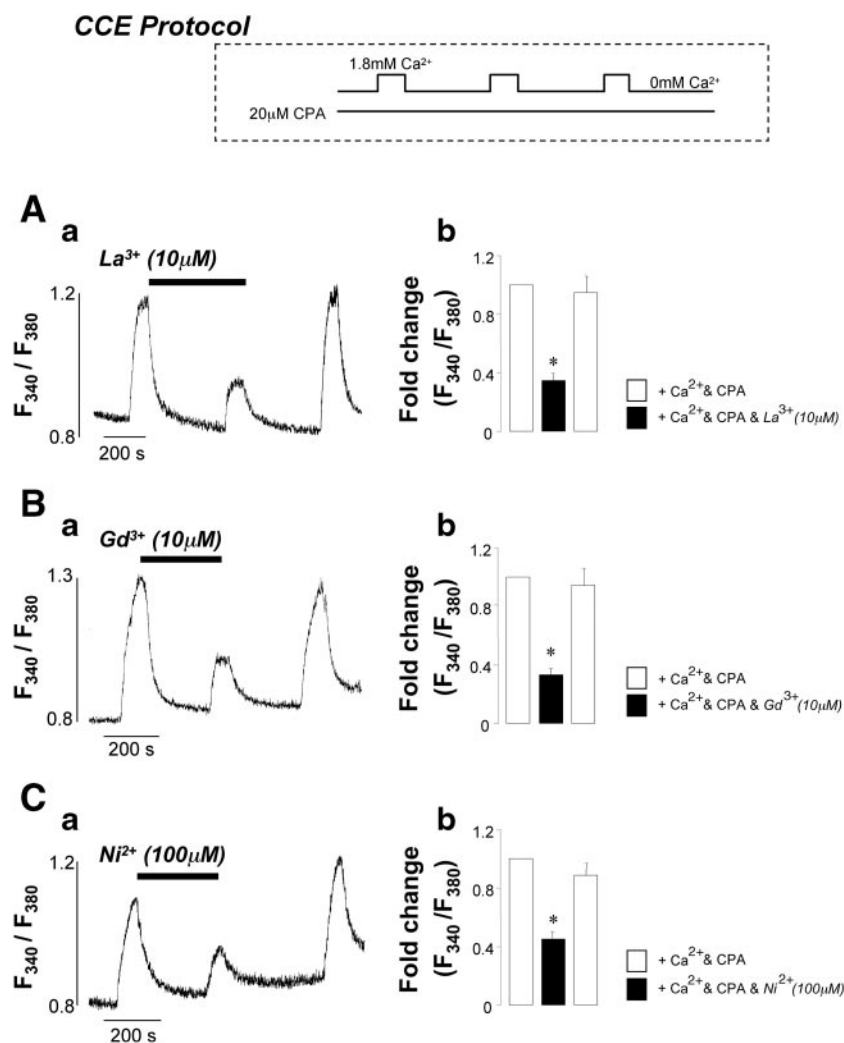 CCE Protocol
1.8mM Ca²⁺
0mM Ca²⁺
20μM CPA
A
a
La³⁺ (10μM)
1.2
F340 / F380
0.8
200 s
b
Fold change
(F340 /F380)
1.2
0.8
0.4
0
*
+ Ca²⁺& CPA
+ Ca²⁺& CPA & La³⁺(10μM)
B
a
Gd³⁺ (10μM)
1.3
F340 / F380
0.8
200 s
b
Fold change
(F340 /F380)
1.2
0.8
0.4
0
*
+ Ca²⁺& CPA
+ Ca²⁺& CPA & Gd³⁺(10μM)
C
a
Ni²⁺ (100μM)
1.2
F340 / F380
0.8
200 s
b
Fold change
(F340 /F380)
1.2
0.8
0.4
0
*
+ Ca²⁺& CPA
+ Ca²⁺& CPA & Ni²⁺(100μM)